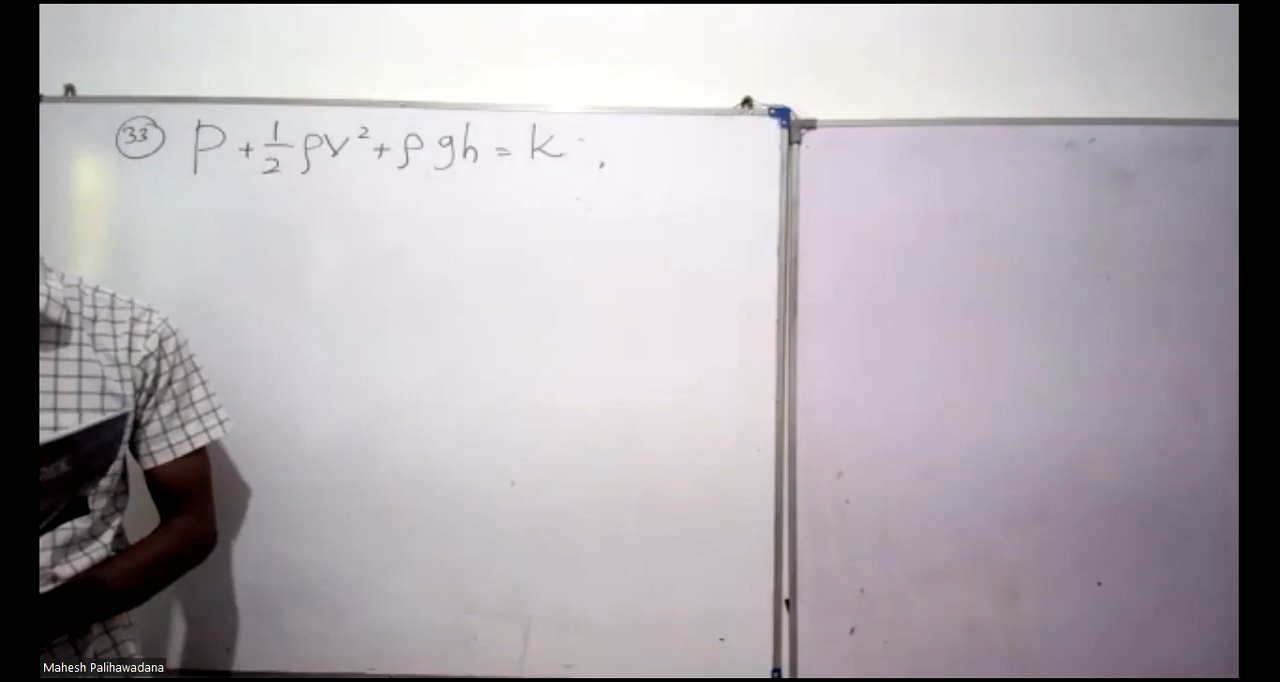 33 P + 1/2 ρv² + ρgh = k.
Mahesh Palihawadana